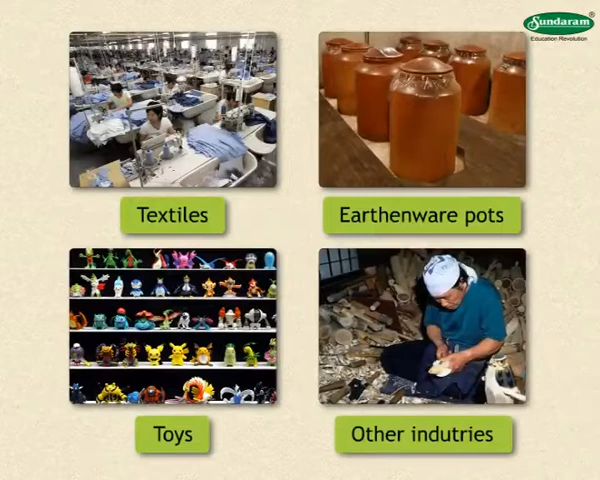 Sundaram®
Education Revolution
Textiles
Earthenware pots
Toys
Other indutries